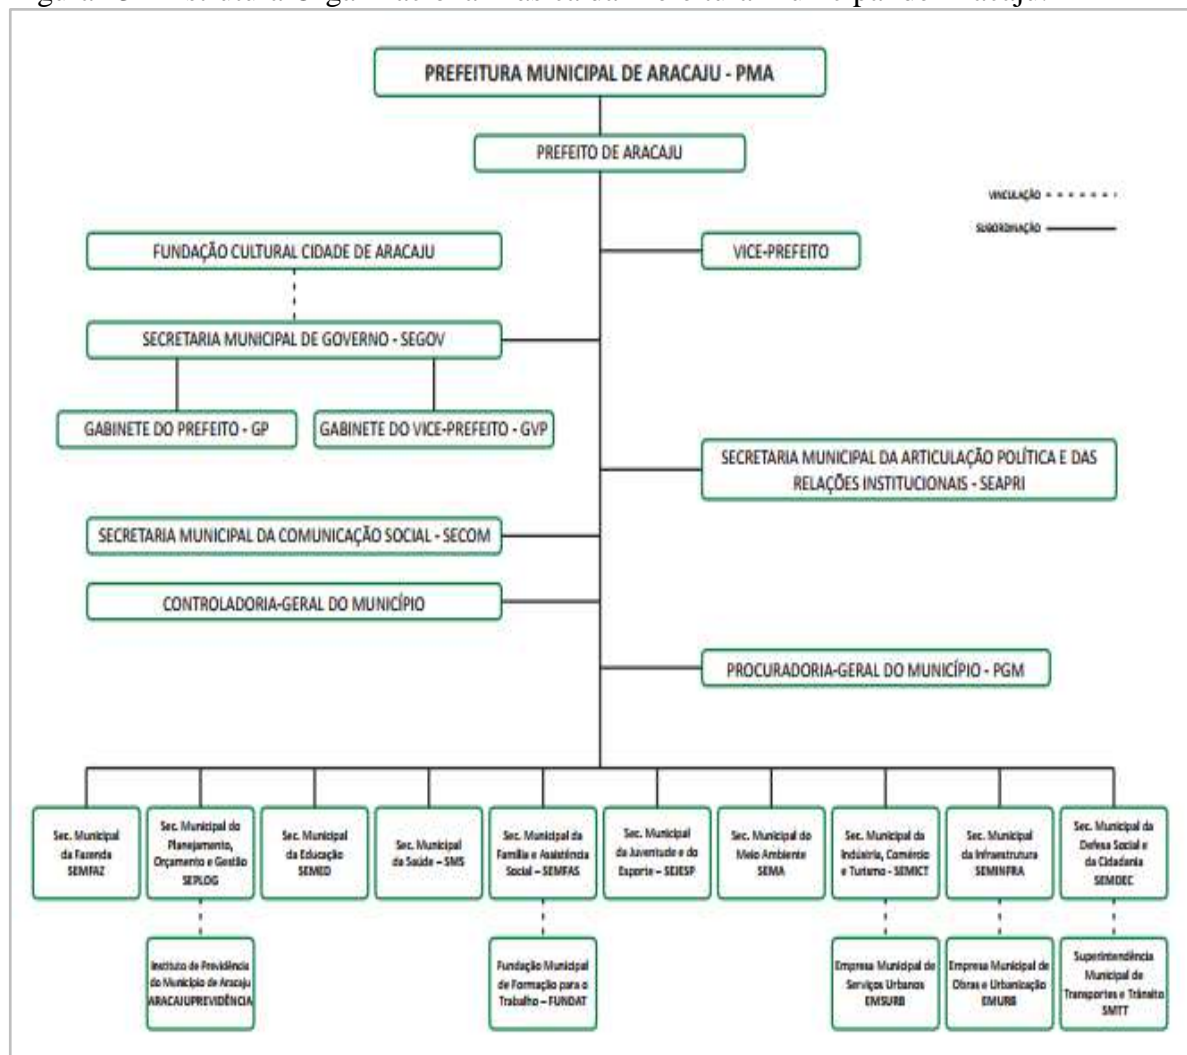 PREFEITURA MUNICIPAL DE ARACAJU - PMA
PREFEITO DE ARACAJU
VINCULAÇÃO
SUBORDINAÇÃO
FUNDAÇÃO CULTURAL CIDADE DE ARACAJU
VICE-PREFEITO
SECRETARIA MUNICIPAL DE GOVERNO - SEGOV
GABINETE DO PREFEITO - GP
GABINETE DO VICE-PREFEITO - GVP
SECRETARIA MUNICIPAL DA ARTICULAÇÃO POLÍTICA E DAS
RELAÇÕES INSTITUCIONAIS - SEAPRI
SECRETARIA MUNICIPAL DA COMUNICAÇÃO SOCIAL - SECOM
CONTROLADORIA-GERAL DO MUNICÍPIO
PROCURADORIA-GERAL DO MUNICÍPIO - PGM
Sec. Municipal
da Fazenda
SEMFAZ
Sec. Municipal do
Planejamento,
Orçamento e Gestão
SEPLOG
Sec. Municipal
da Educação
SEMED
Sec. Municipal
da Saúde – SMS
Sec. Municipal da
Família e Assistência
Social – SEMFAS
Sec. Municipal
da Juventude e do
Esporte – SEJESP
Sec. Municipal do
Meio Ambiente
SEMA
Sec. Municipal da
Indústria, Comércio
e Turismo - SEMICT
Sec. Municipal
da Infraestrutura
SEMINFRA
Sec. Municipal da
Defesa Social e
da Cidadania
SEMDEC
Instituto de Previdência
do Município de Aracaju
ARACAJUPREVIDÊNCIA
Fundação Municipal
de Formação para o
Trabalho – FUNDAT
Empresa Municipal de
Serviços Urbanos
EMSURB
Empresa Municipal de
Obras e Urbanização
EMURB
Superintendência
Municipal de
Transportes e Trânsito
SMTT